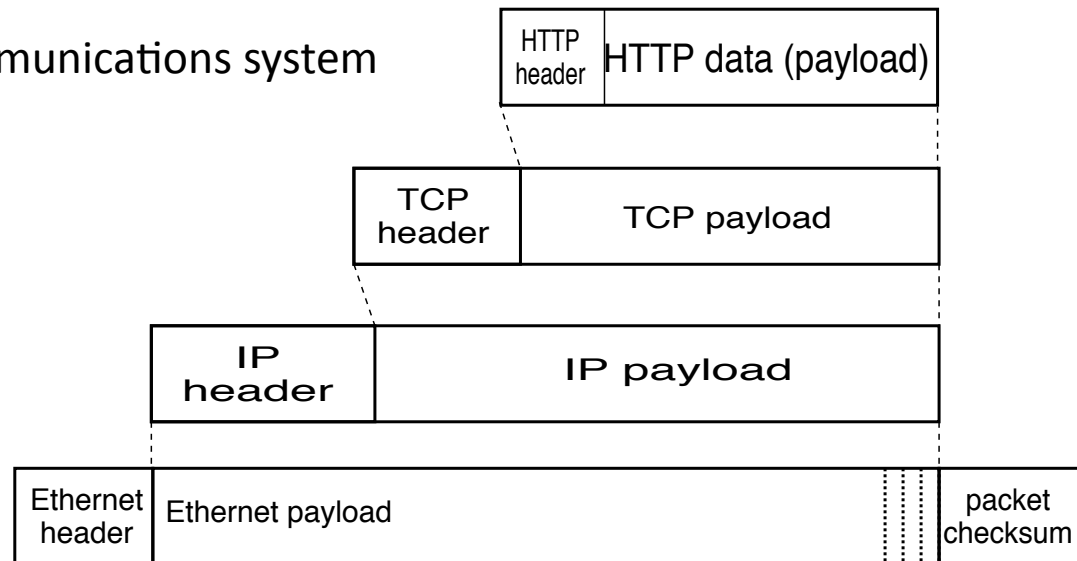 munications system
HTTP
header
HTTP data (payload)
TCP
header
TCP payload
IP
header
IP payload
Ethernet
header
Ethernet payload
packet
checksum